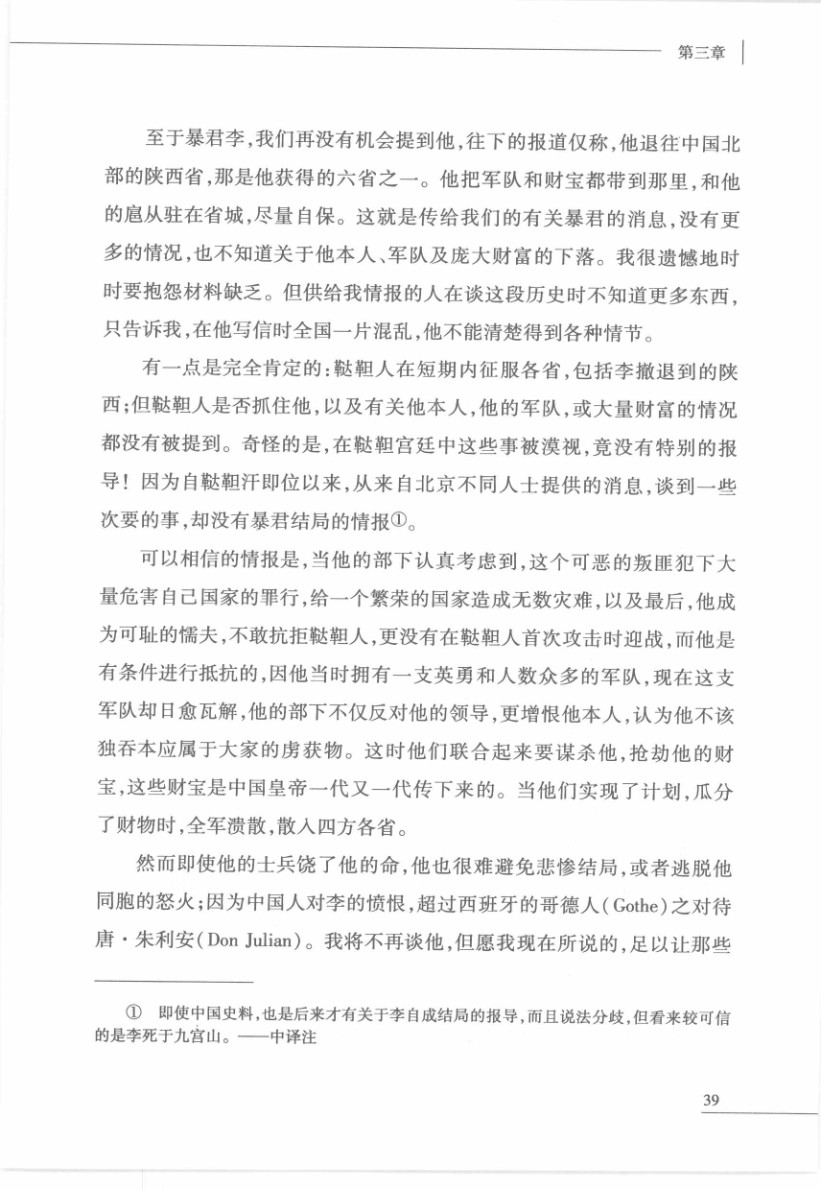 第三章
至于暴君李,我们再没有机会提到他,往下的报道仅称,他退往中国北
部的陕西省,那是他获得的六省之一。他把军队和财宝都带到那里,和他
的扈从驻在省城,尽量自保。这就是传给我们的有关暴君的消息,没有更
多的情况,也不知道关于他本人、军队及庞大财富的下落。我很遗憾地时
时要抱怨材料缺乏。但供给我情报的人在谈这段历史时不知道更多东西,
只告诉我,在他写信时全国一片混乱,他不能清楚得到各种情节。
有一点是完全肯定的:鞑靼人在短期内征服各省,包括李撤退到的陕
西;但鞑靼人是否抓住他,以及有关他本人,他的军队,或大量财富的情况
都没有被提到。奇怪的是,在鞑靼宫廷中这些事被漠视,竟没有特别的报
导!因为自鞑靼汗即位以来,从来自北京不同人士提供的消息,谈到一些
次要的事,却没有暴君结局的情报①。
可以相信的情报是,当他的部下认真考虑到,这个可恶的叛匪犯下大
量危害自己国家的罪行,给一个繁荣的国家造成无数灾难,以及最后,他成
为可耻的懦夫,不敢抗拒鞑靼人,更没有在鞑靼人首次攻击时迎战,而他是
有条件进行抵抗的,因他当时拥有一支英勇和人数众多的军队,现在这支
军队却日愈瓦解,他的部下不仅反对他的领导,更增恨他本人,认为他不该
独吞本应属于大家的虏获物。这时他们联合起来要谋杀他,抢劫他的财
宝,这些财宝是中国皇帝一代又一代传下来的。当他们实现了计划,瓜分
了财物时,全军溃散,散入四方各省。
然而即使他的士兵饶了他的命,他也很难避免悲惨结局,或者逃脱他
同胞的怒火;因为中国人对李的愤恨,超过西班牙的哥德人(Gothe)之对待
唐·朱利安(Don Julian)。我将不再谈他,但愿我现在所说的,足以让那些
① 即使中国史料,也是后来才有关于李自成结局的报导,而且说法分歧,但看来较可信
的是李死于九宫山。——中译注
39